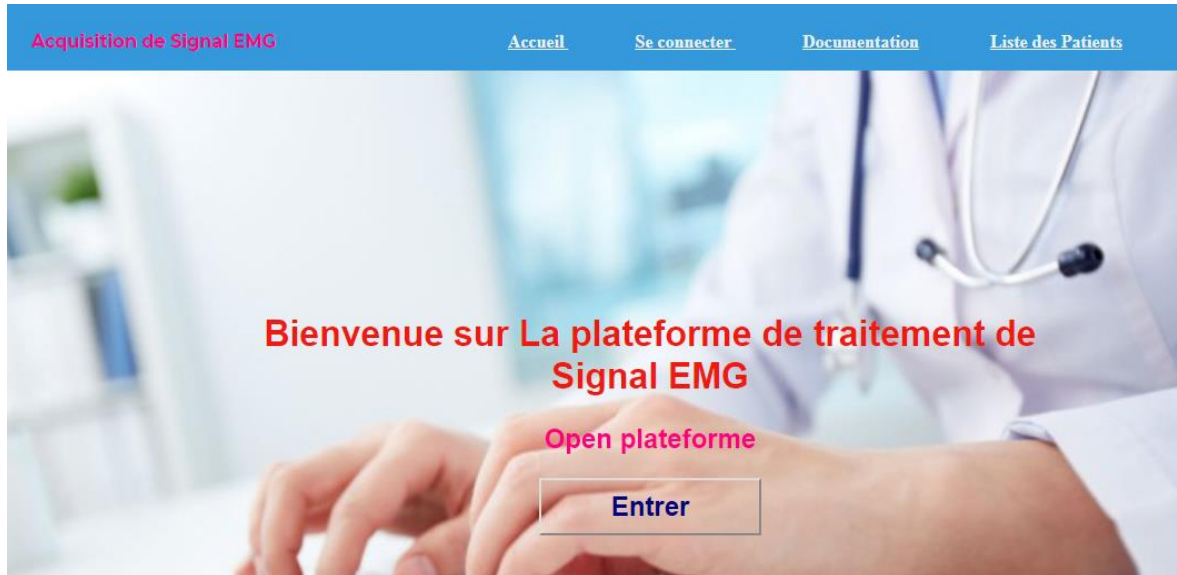 Acquisition de Signal EMG
Accueil
Se connecter
Documentation
Liste des Patients
Bienvenue sur La plateforme de traitement de
Signal EMG
Open plateforme
Entrer